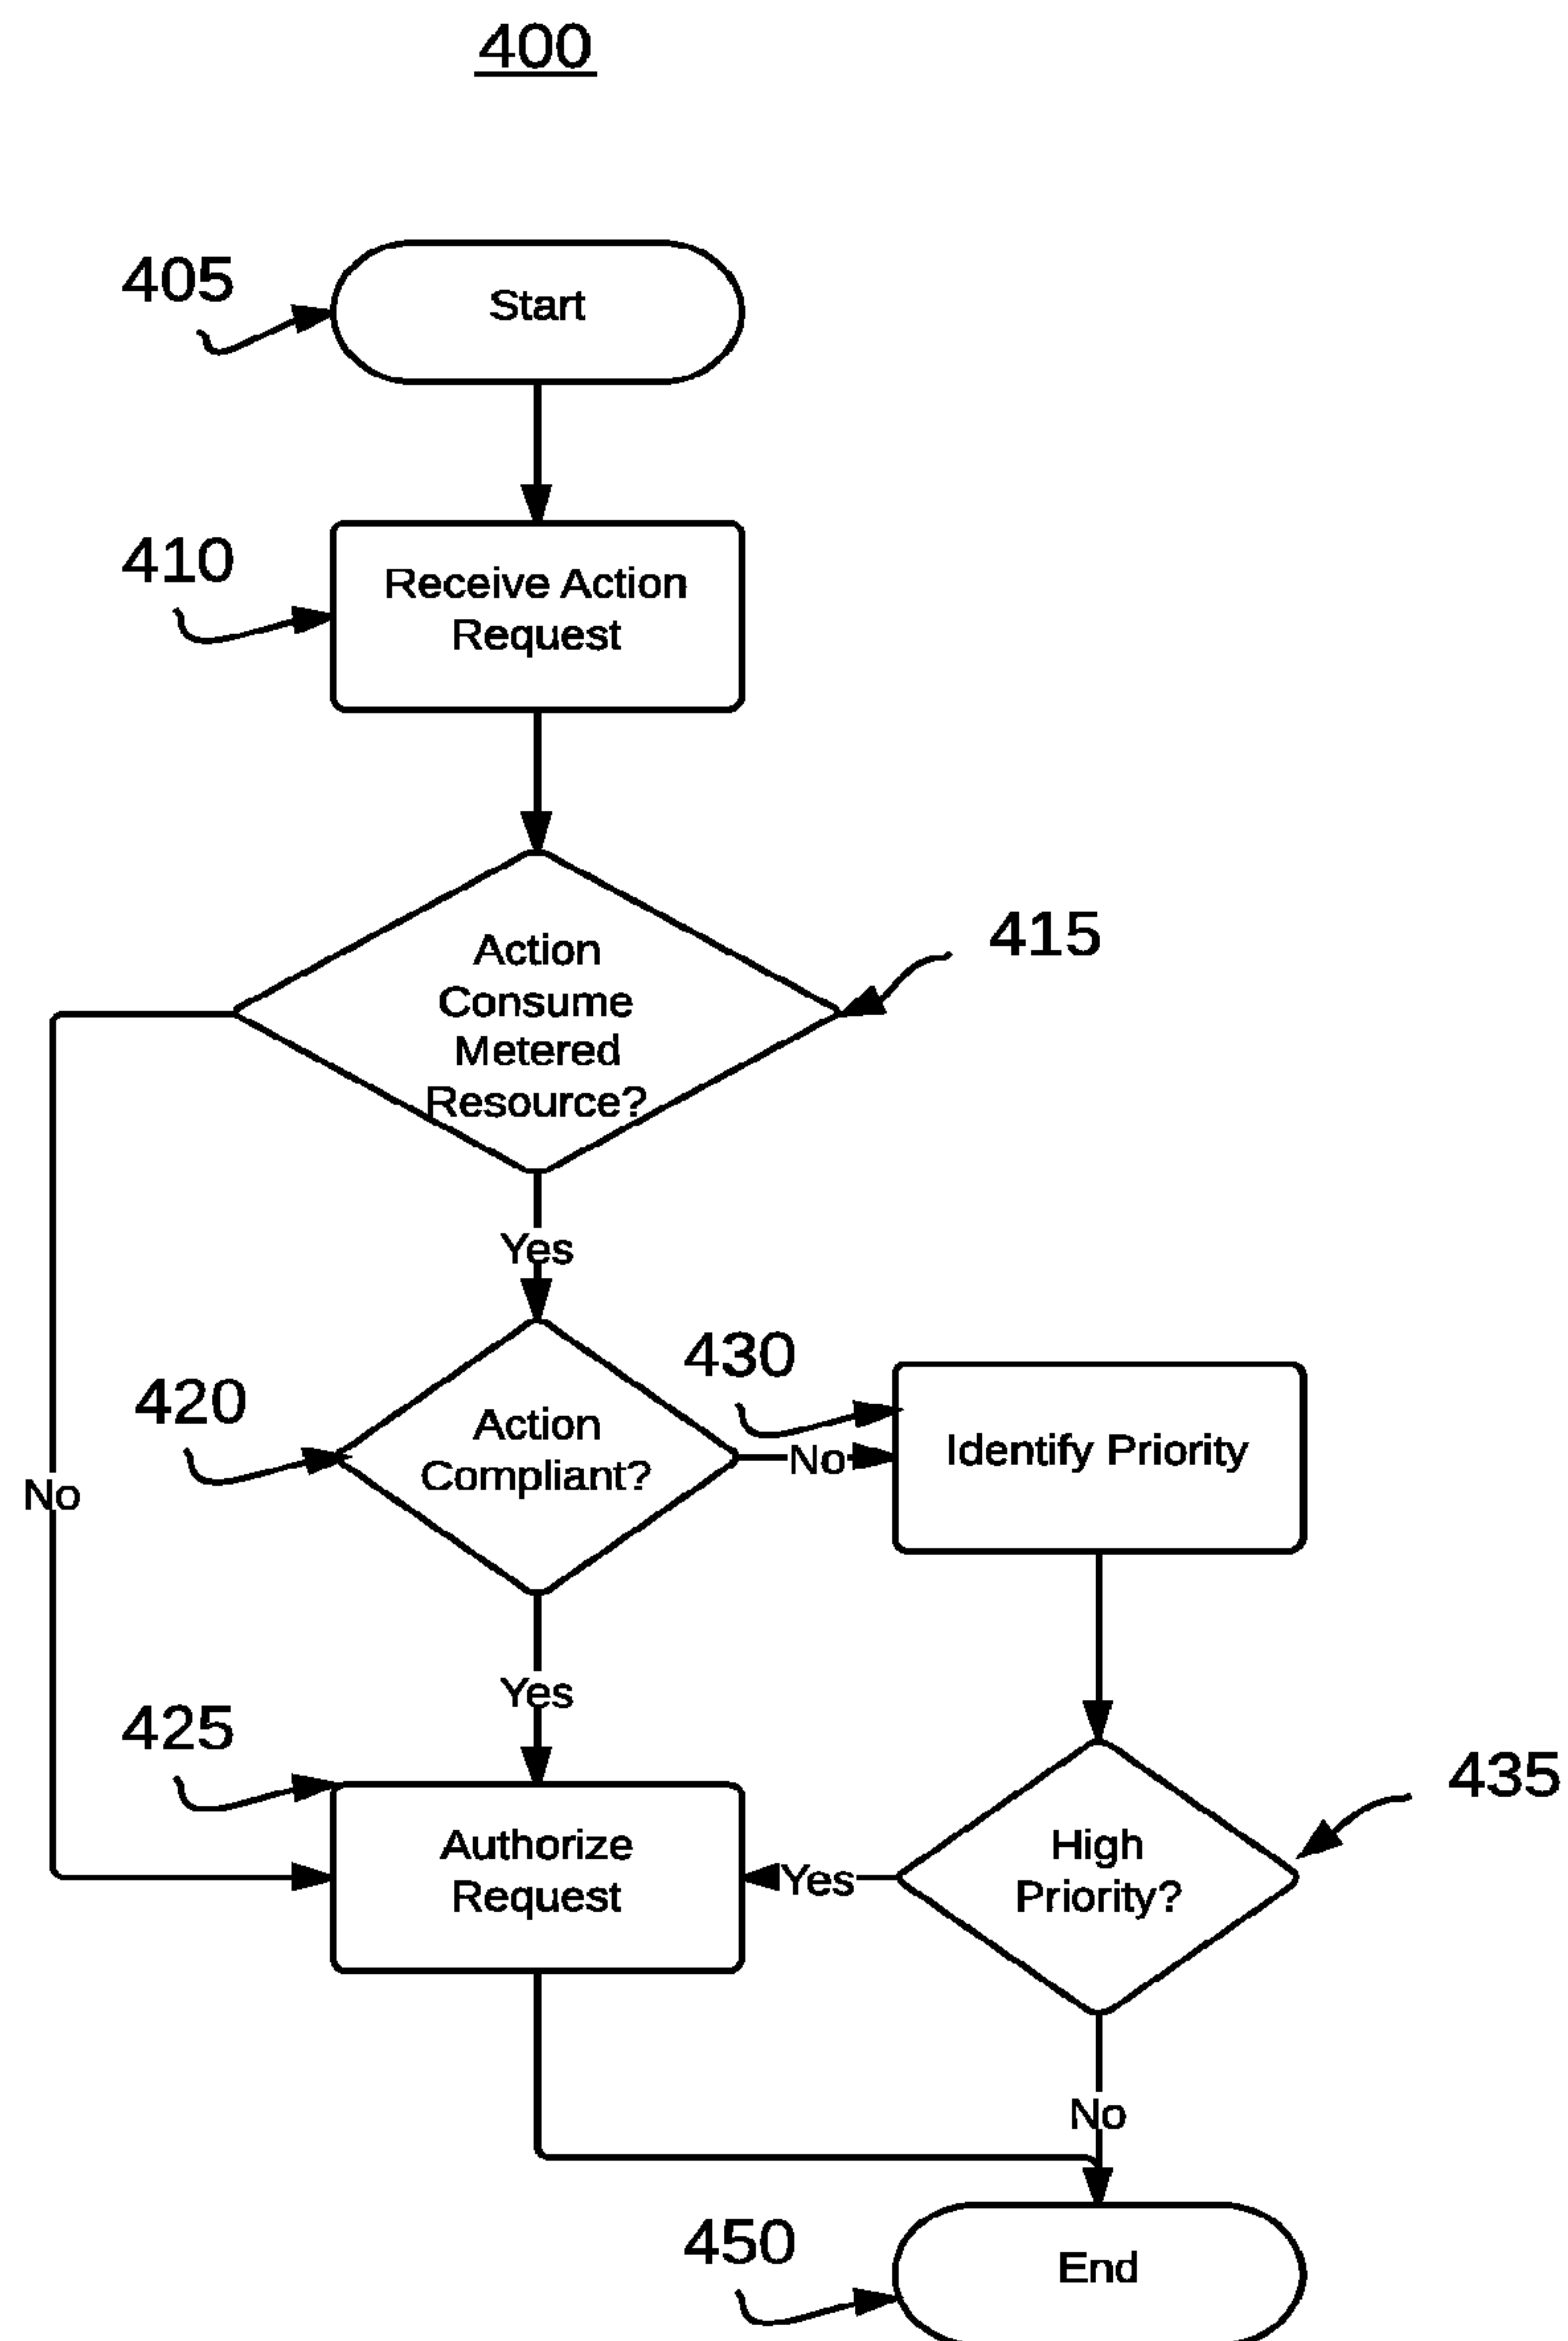 400
405
Start
410
Receive Action
Request
415
Action
Consume
Metered
Resource?
Yes
420
Action
Compliant?
No
430
Identify Priority
No
Yes
425
Authorize
Request
Yes
High
Priority?
435
No
450
End